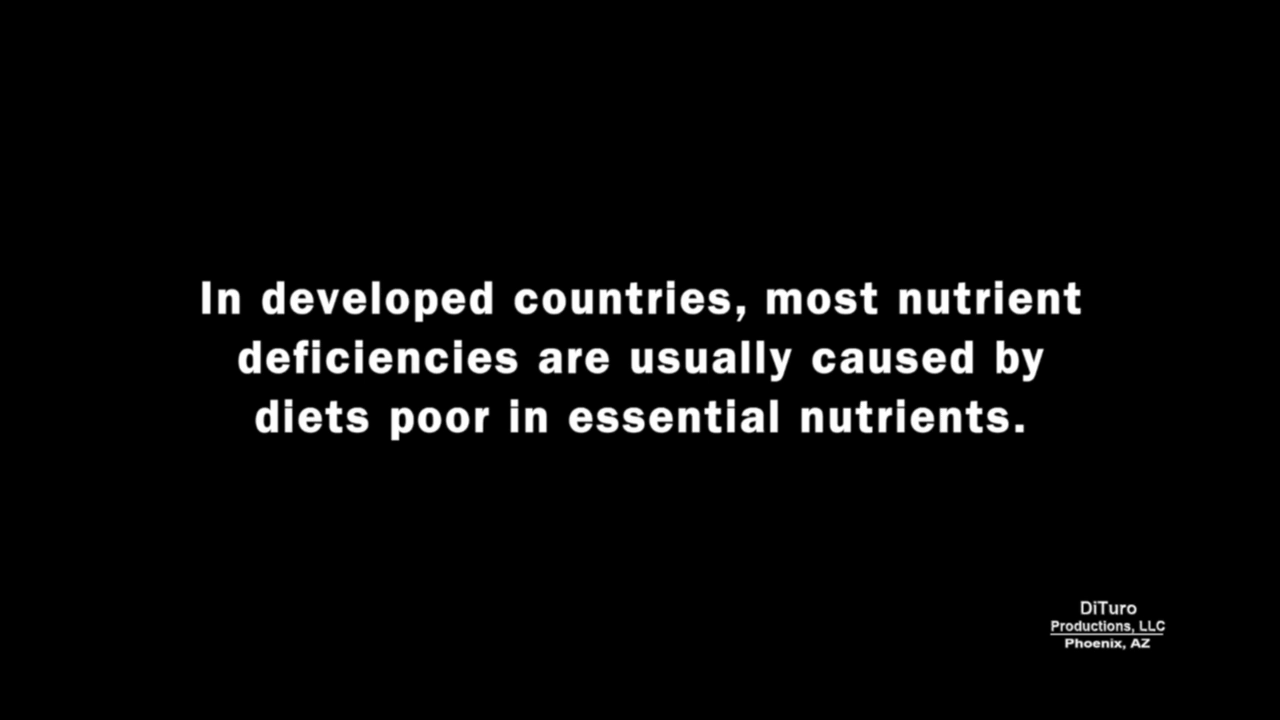 In developed countries, most nutrient
deficiencies are usually caused by
diets poor in essential nutrients.
DiTuro
Productions, LLC
Phoenix, AZ